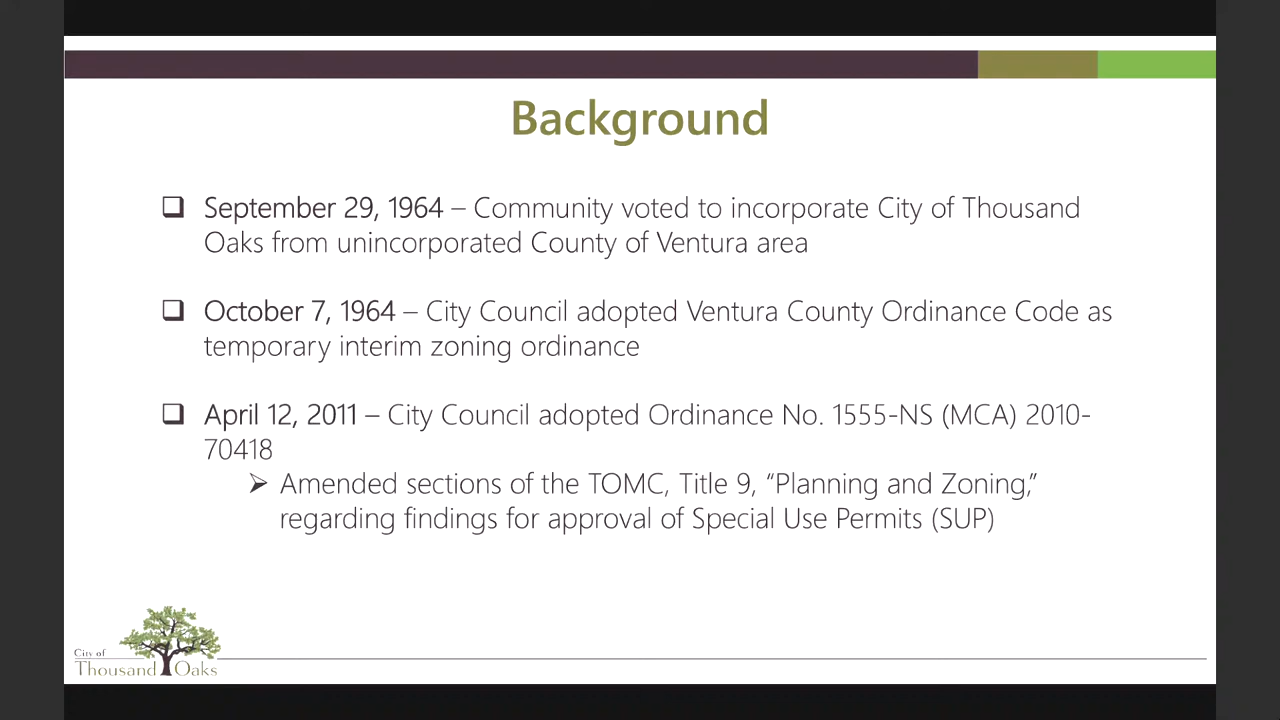 Background
September 29, 1964 – Community voted to incorporate City of Thousand
Oaks from unincorporated County of Ventura area
October 7, 1964 – City Council adopted Ventura County Ordinance Code as
temporary interim zoning ordinance
April 12, 2011 – City Council adopted Ordinance No. 1555-NS (MCA) 2010-
70418
Amended sections of the TOMC, Title 9, “Planning and Zoning,”
regarding findings for approval of Special Use Permits (SUP)
City of
Thousand Oaks